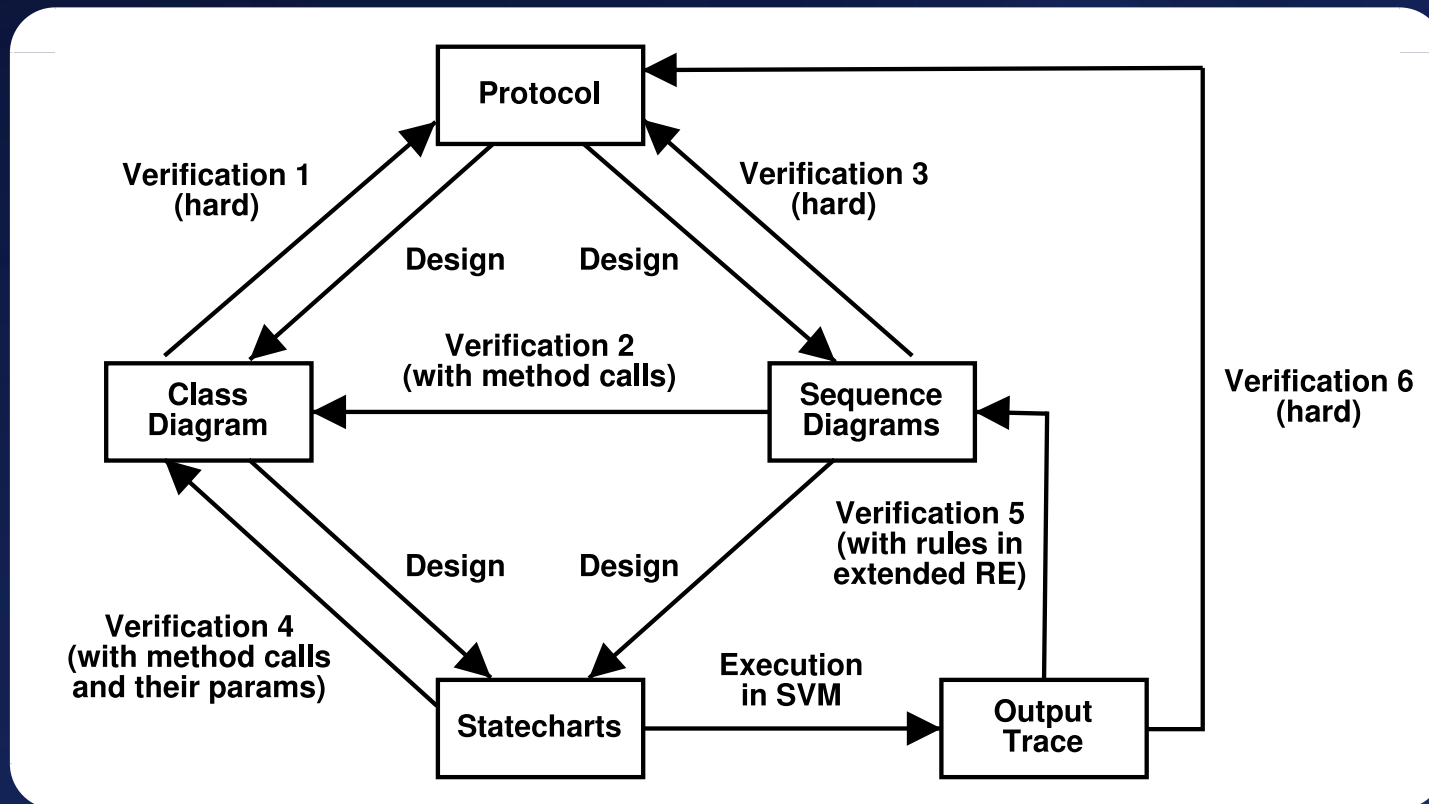 Protocol
Verification 1
(hard)
Verification 3
(hard)
Design
Design
Verification 2
(with method calls)
Class
Diagram
Sequence
Diagrams
Verification 6
(hard)
Verification 5
(with rules in
extended RE)
Design
Design
Verification 4
(with method calls
and their params)
Execution
in SVM
Statecharts
Output
Trace